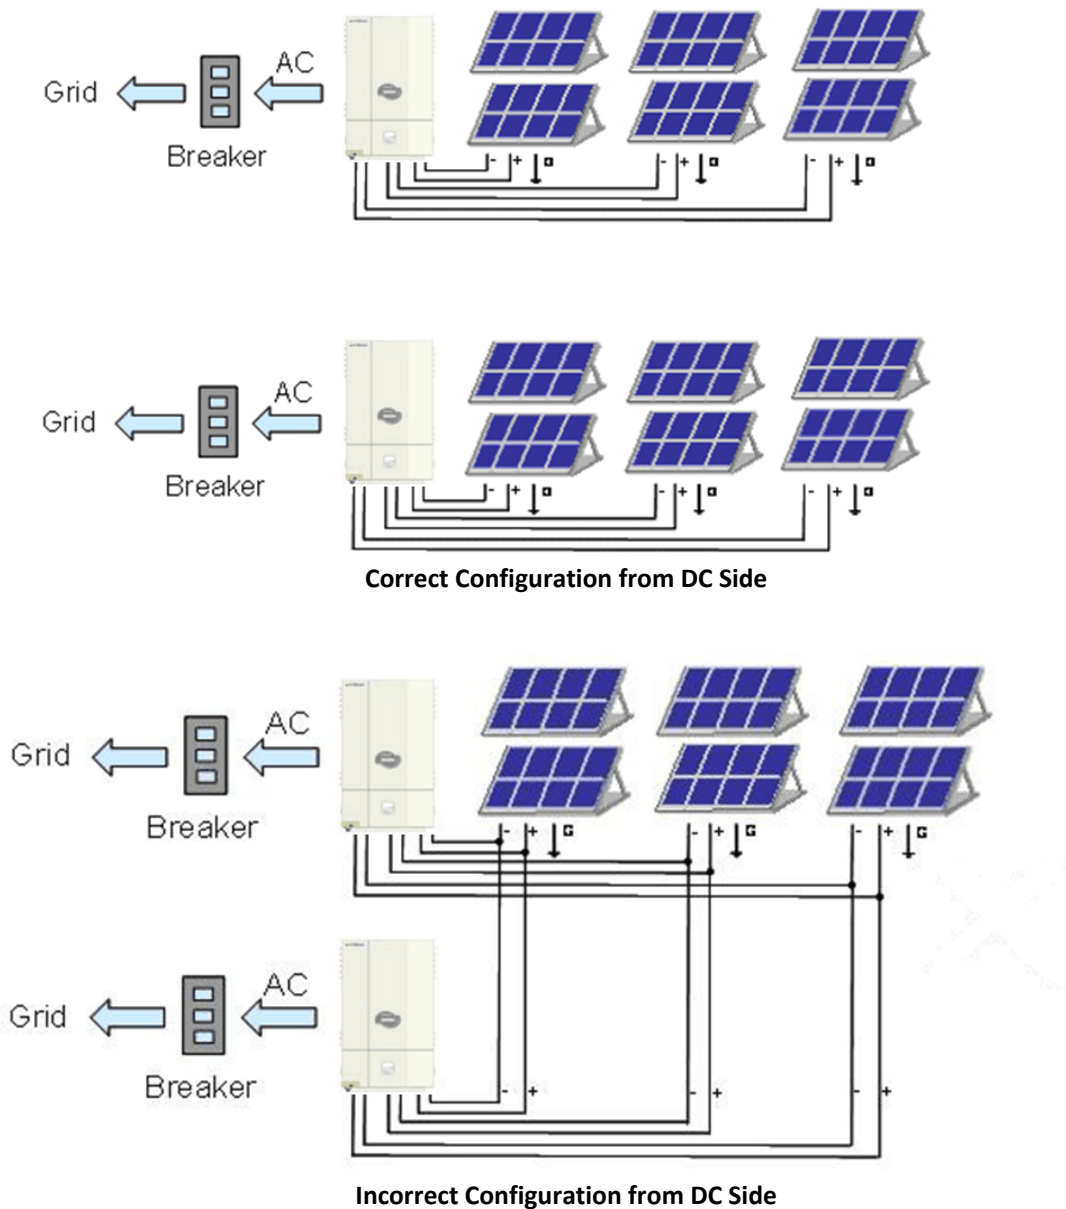 AC
Grid
Breaker
- + G - + G - + G
AC
Grid
Breaker
- + G - + G - + G
Correct Configuration from DC Side
AC
Grid
Breaker
- + G - + G - + G
AC
Grid
Breaker
- + - + - +
Incorrect Configuration from DC Side